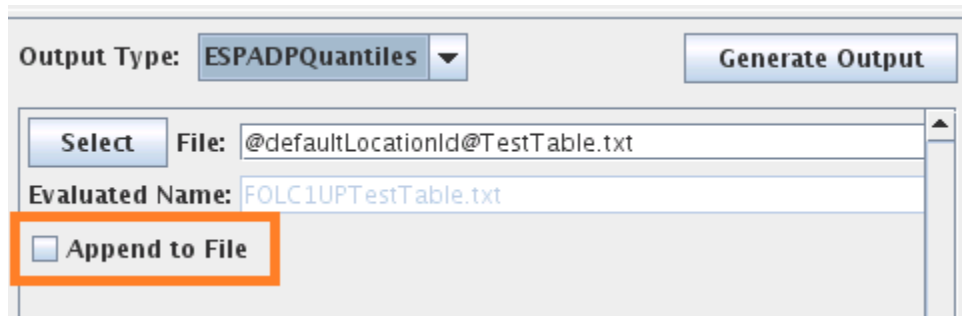 Output Type: ESPADPQuantiles Generate Output
Select File: @defaultLocationId@TestTable.txt
Evaluated Name: FOLC1UPTestTable.txt
Append to File